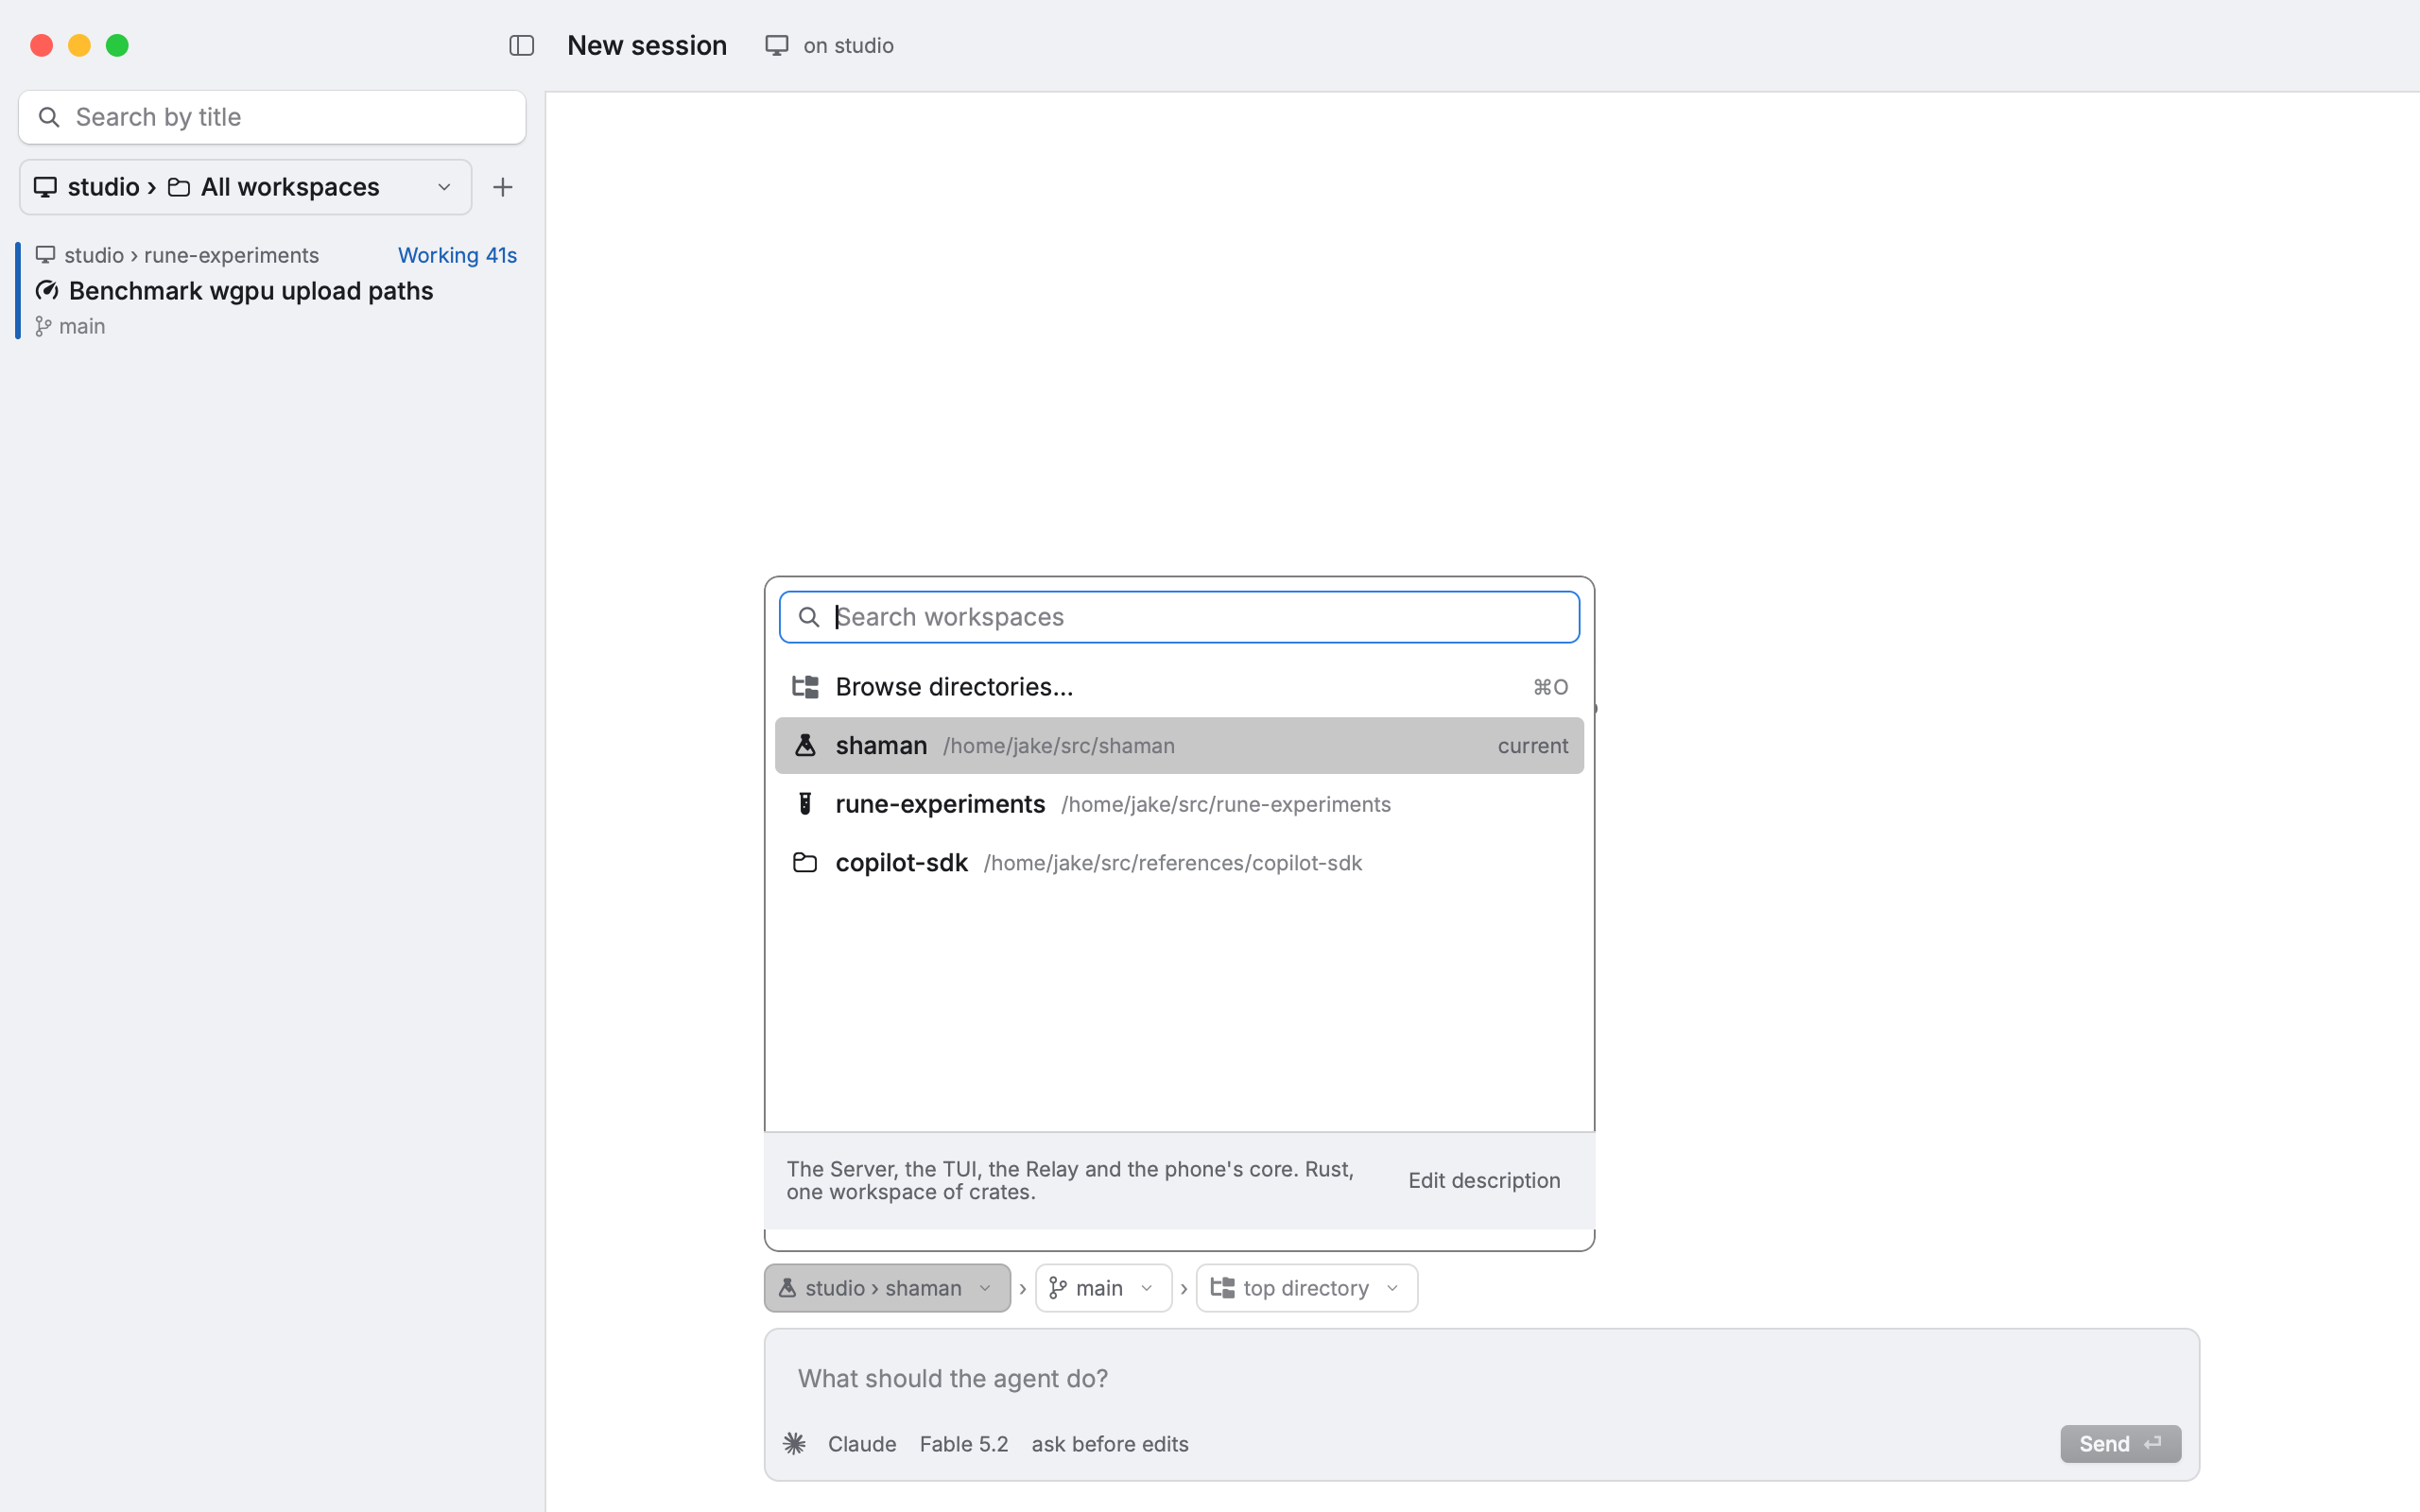 New session
on studio
Search by title
studio › All workspaces
studio › rune-experiments Working 41s
Benchmark wgpu upload paths
main
Search workspaces
Browse directories... ⌘O
shaman /home/jake/src/shaman current
rune-experiments /home/jake/src/rune-experiments
copilot-sdk /home/jake/src/references/copilot-sdk
The Server, the TUI, the Relay and the phone's core. Rust,
one workspace of crates.
Edit description
studio › shaman › main › top directory
What should the agent do?
Claude Fable 5.2 ask before edits
Send ⏎